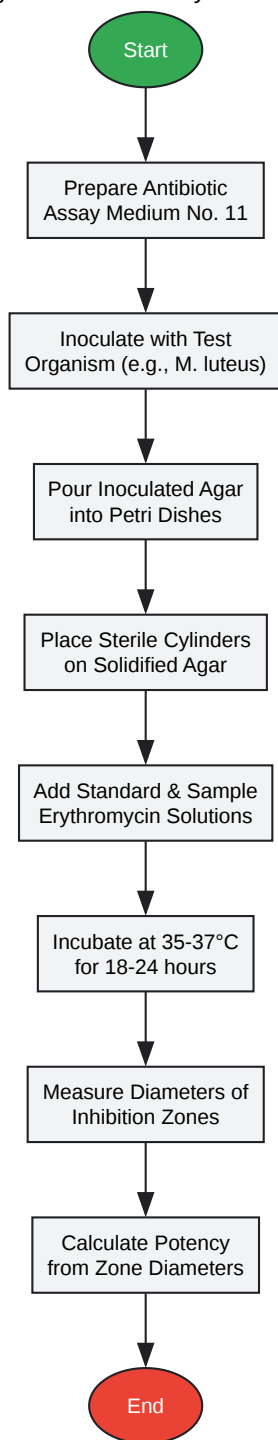 Start
Prepare Antibiotic
Assay Medium No. 11
Inoculate with Test
Organism (e.g., M. luteus)
Pour Inoculated Agar
into Petri Dishes
Place Sterile Cylinders
on Solidified Agar
Add Standard & Sample
Erythromycin Solutions
Incubate at 35-37°C
for 18-24 hours
Measure Diameters of
Inhibition Zones
Calculate Potency
from Zone Diameters
End